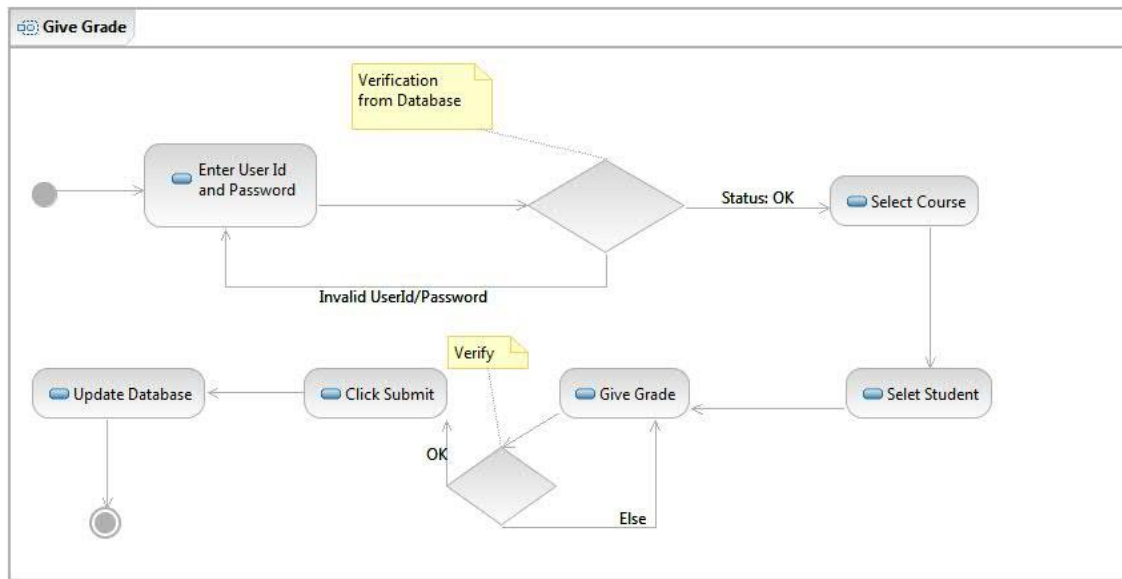 Give Grade
Verification
from Database
Enter User Id
and Password
Status: OK
Select Course
Invalid UserId/Password
Verify
Update Database
Click Submit
Give Grade
Selet Student
OK
Else